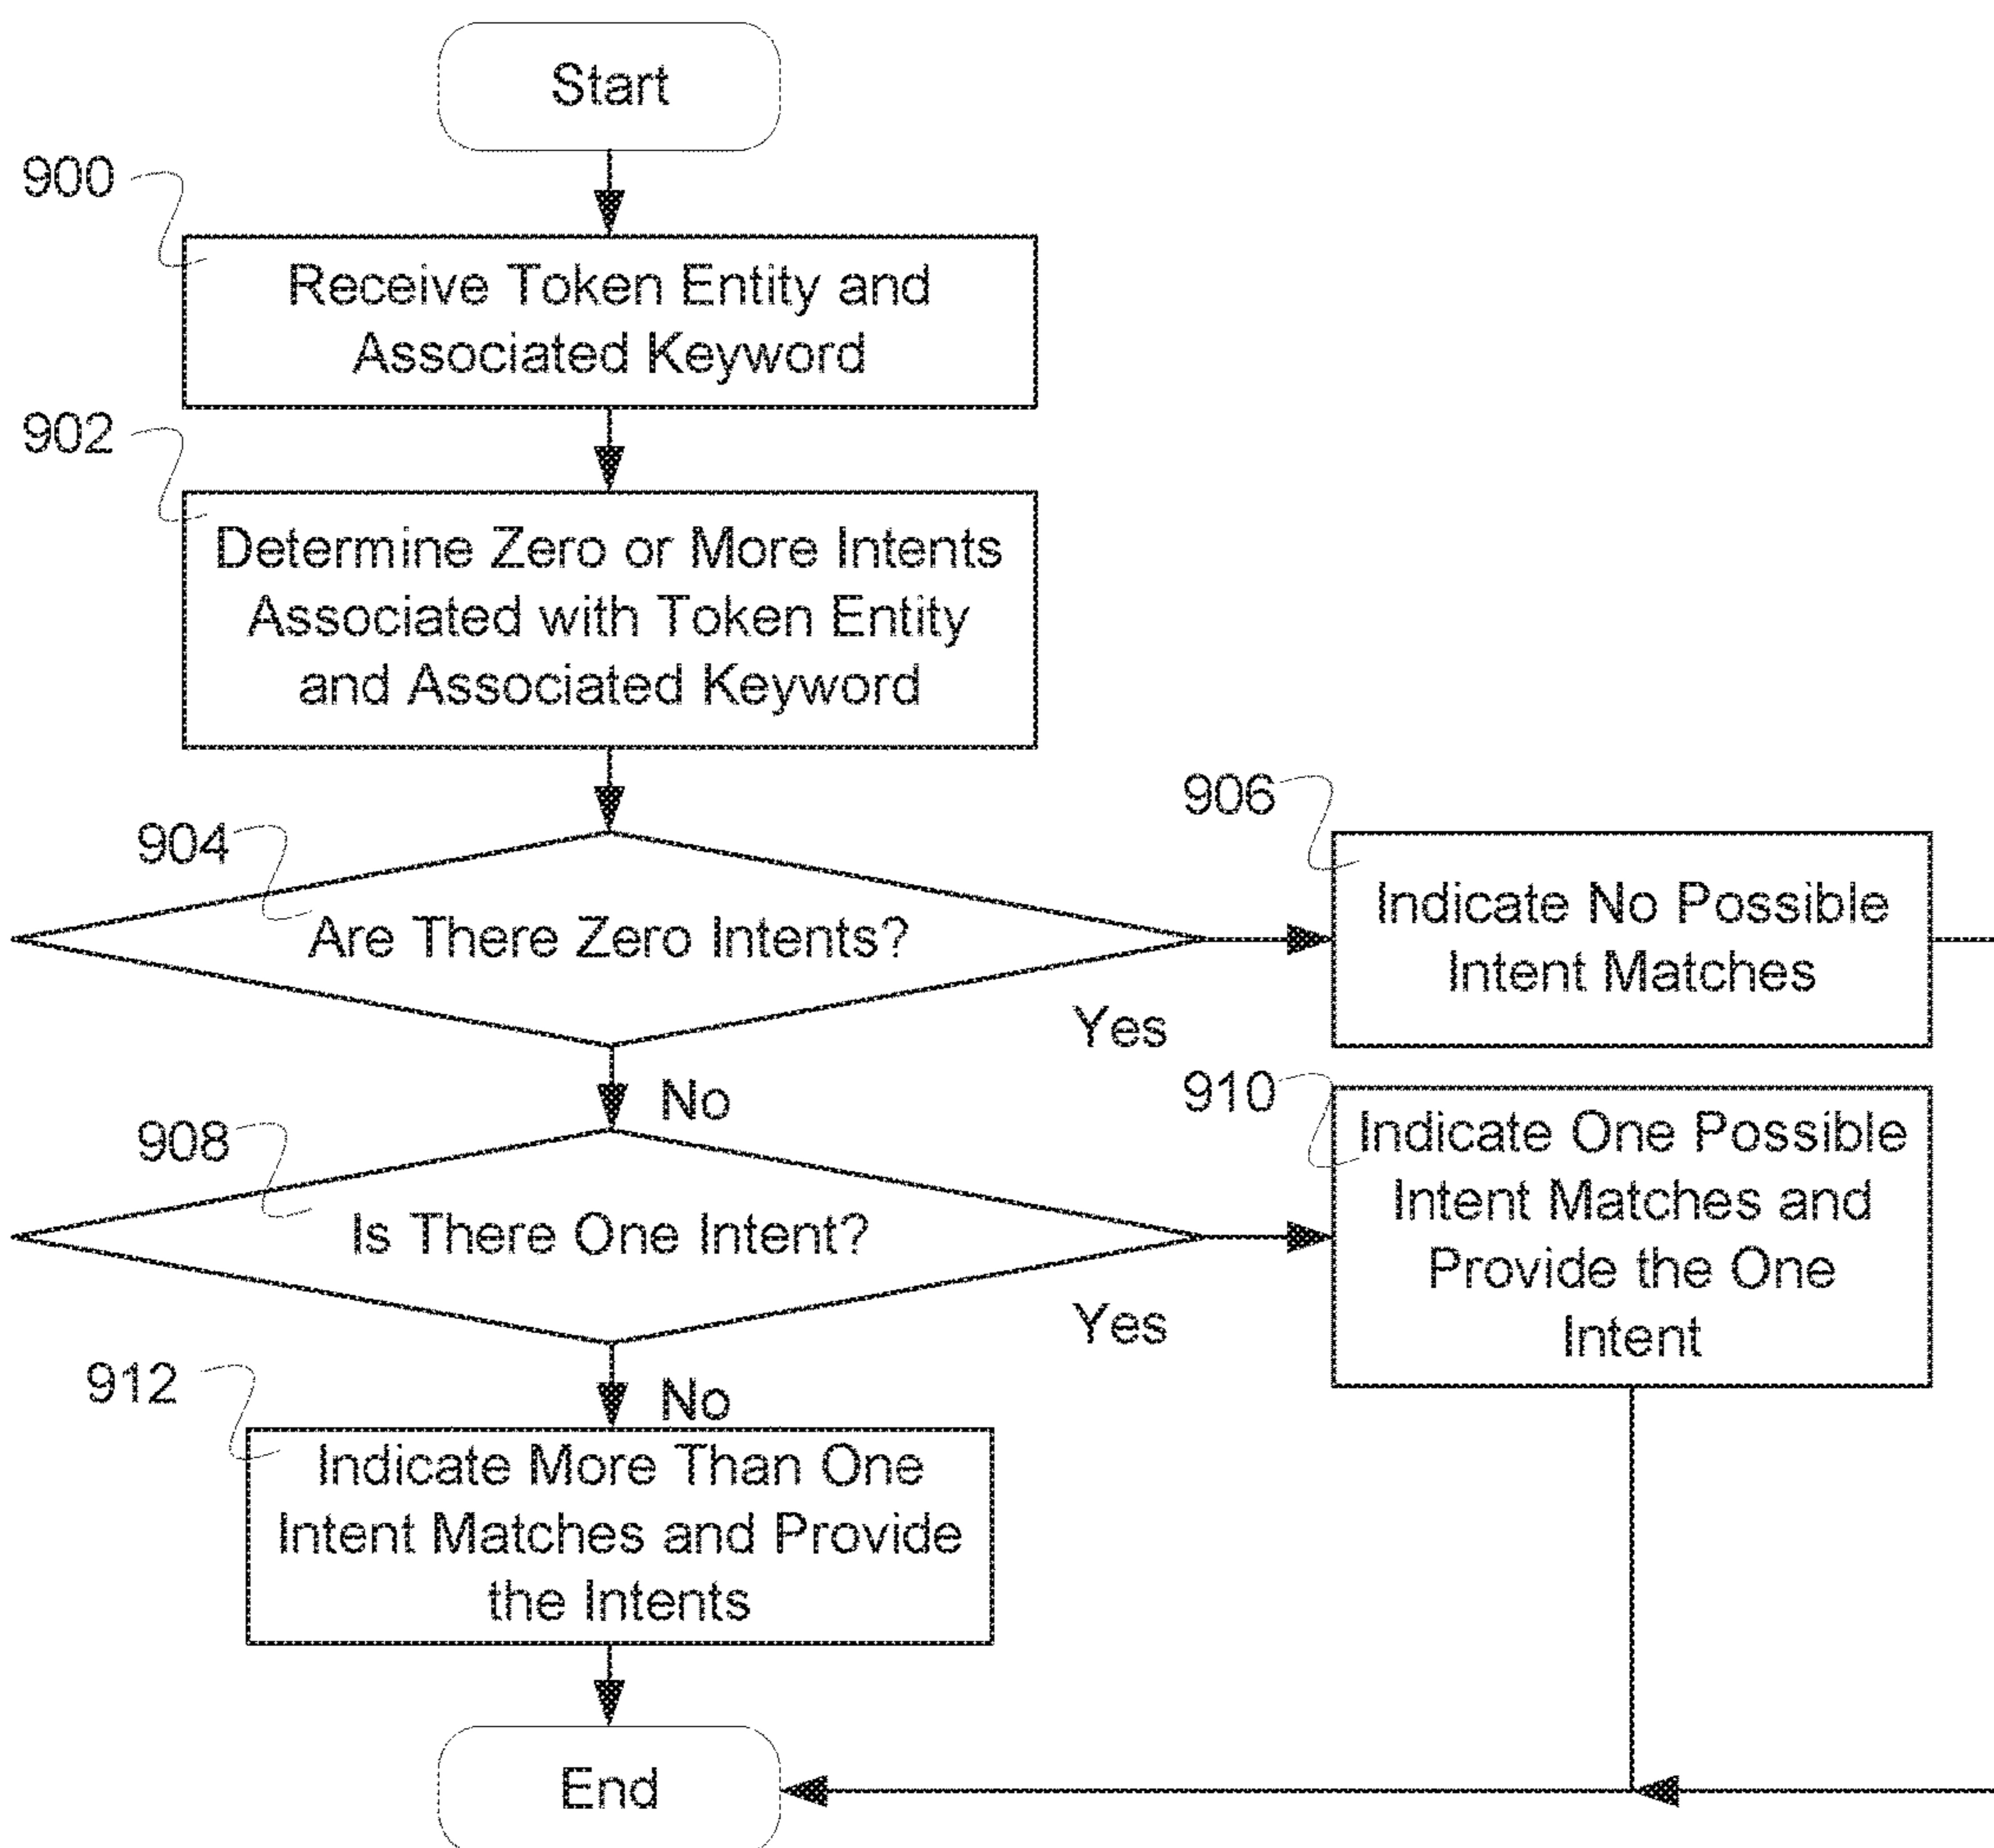 Start
900
Receive Token Entity and
Associated Keyword
902
Determine Zero or More Intents
Associated with Token Entity
and Associated Keyword
904
Are There Zero Intents?
Yes
906
Indicate No Possible
Intent Matches
No
908
Is There One Intent?
Yes
910
Indicate One Possible
Intent Matches and
Provide the One
Intent
No
912
Indicate More Than One
Intent Matches and Provide
the Intents
End